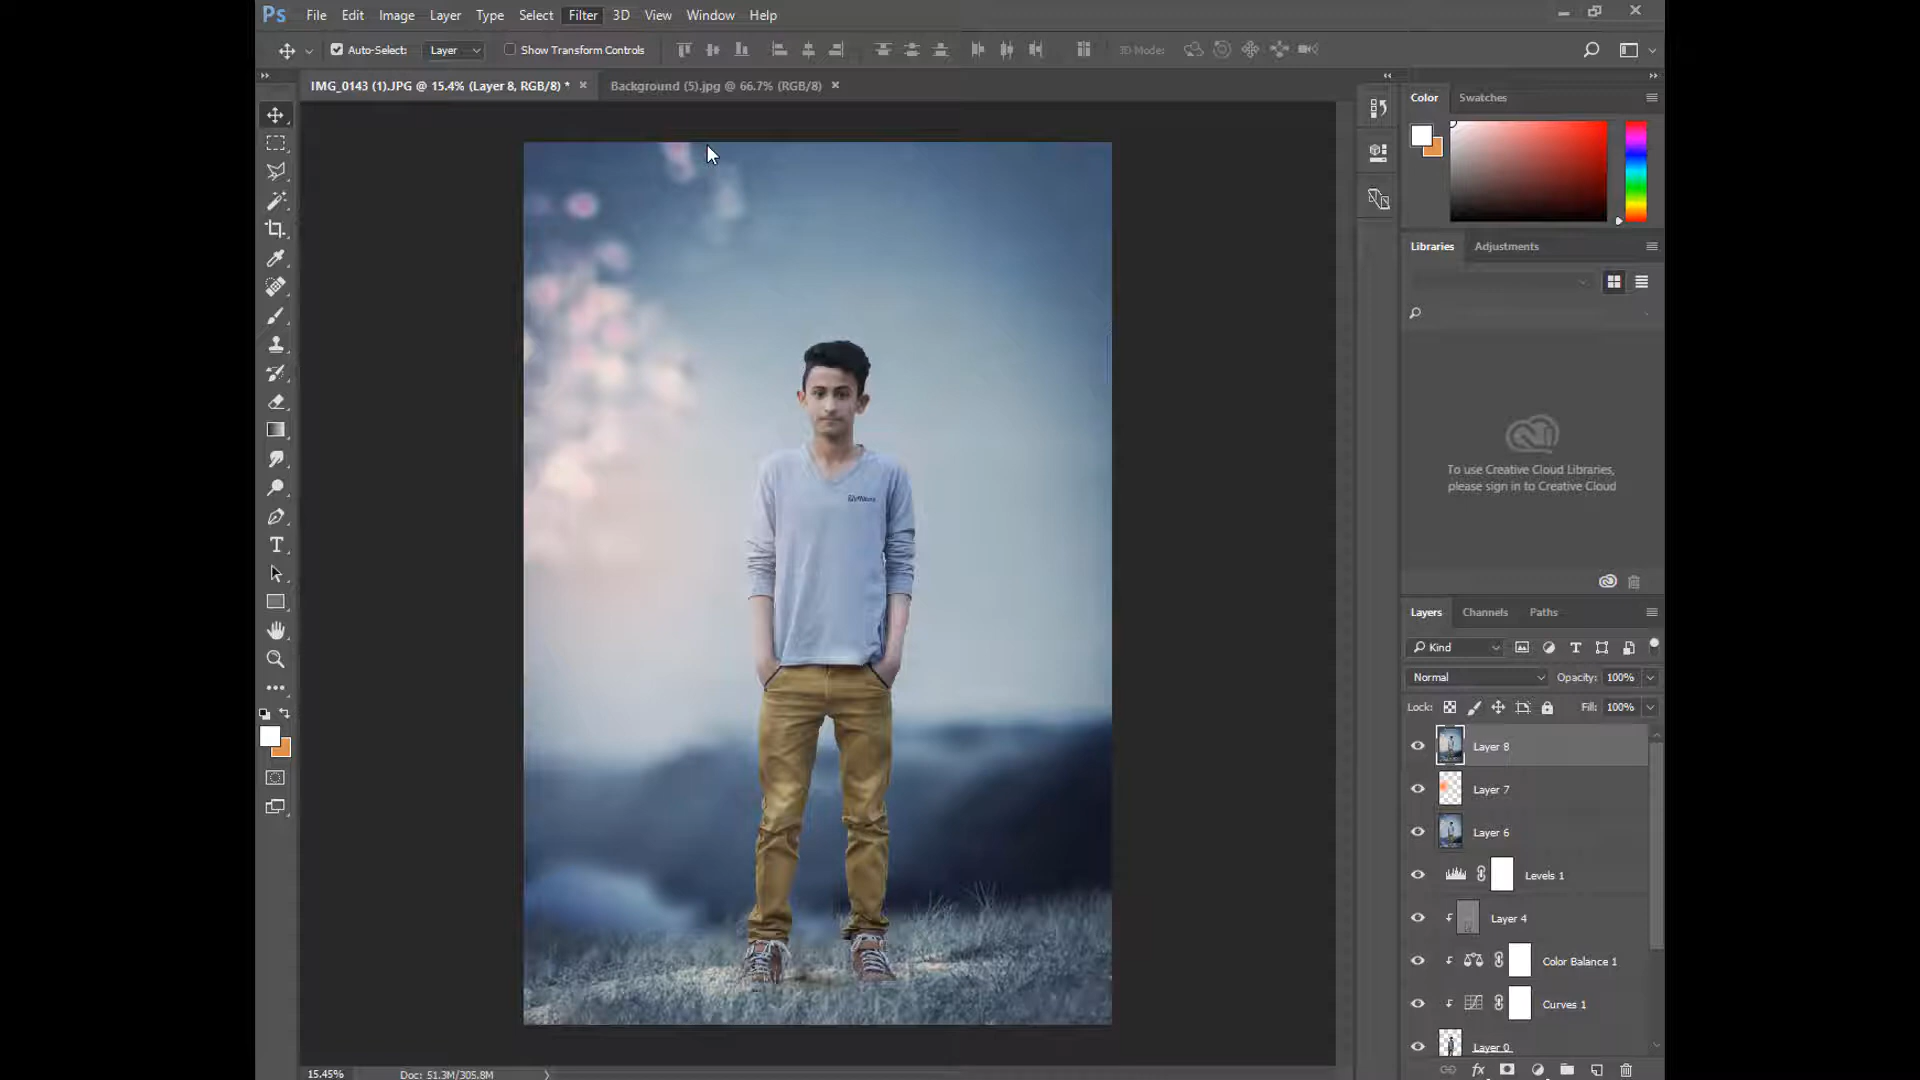 Ps File Edit Image Layer Type Select Filter 3D View Window Help
Auto-Select: Layer Show Transform Controls 3D Mode:
IMG_0143 (1).JPG @ 15.4% (Layer 8, RGB/8) * × Background (5).jpg @ 66.7% (RGB/8) ×
Color Swatches
Libraries Adjustments
To use Creative Cloud Libraries,
please sign in to Creative Cloud
Layers Channels Paths
Kind
Normal Opacity: 100%
Lock: Fill: 100%
Layer 8
Layer 7
Layer 6
Levels 1
Layer 4
Color Balance 1
Curves 1
Layer 0
15.45% Doc: 51.3M/305.8M